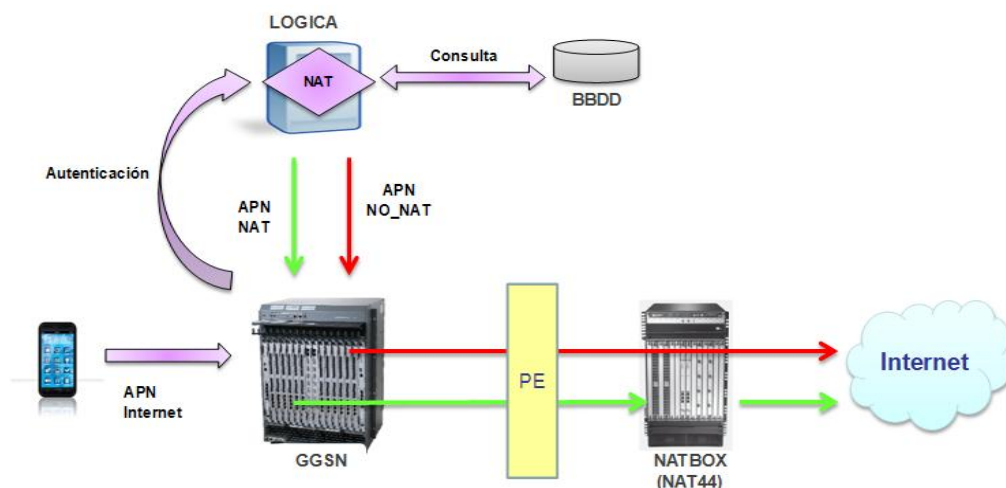 LOGICA
NAT
Consulta
BBDD
Autenticación
APN
NAT
APN
NO_NAT
APN
Internet
GGSN
PE
NATBOX
(NAT44)
Internet